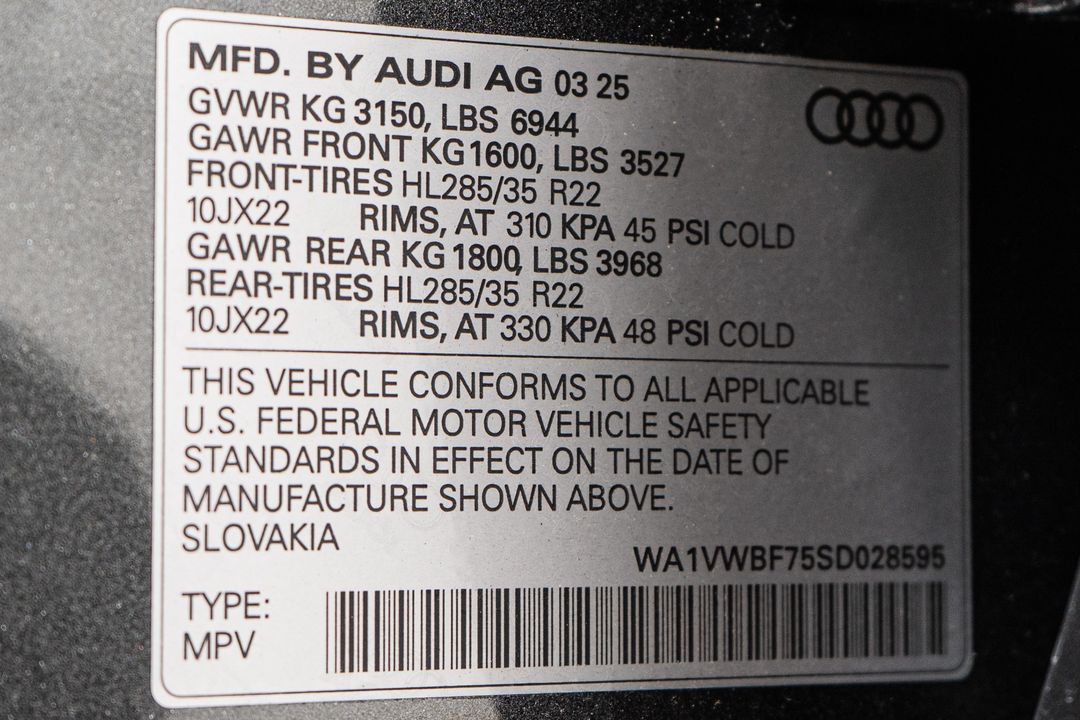 MFD. BY AUDI AG 03 25
GVWR KG 3150, LBS 6944
GAWR FRONT KG1600, LBS 3527
FRONT-TIRES HL285/35 R22
10JX22 RIMS, AT 310 KPA 45 PSI COLD
GAWR REAR KG 1800, LBS 3968
REAR-TIRES HL285/35 R22
10JX22 RIMS, AT 330 KPA 48 PSI COLD
THIS VEHICLE CONFORMS TO ALL APPLICABLE
U.S. FEDERAL MOTOR VEHICLE SAFETY
STANDARDS IN EFFECT ON THE DATE OF
MANUFACTURE SHOWN ABOVE.
SLOVAKIA
WA1VWBF75SD028595
TYPE:
MPV